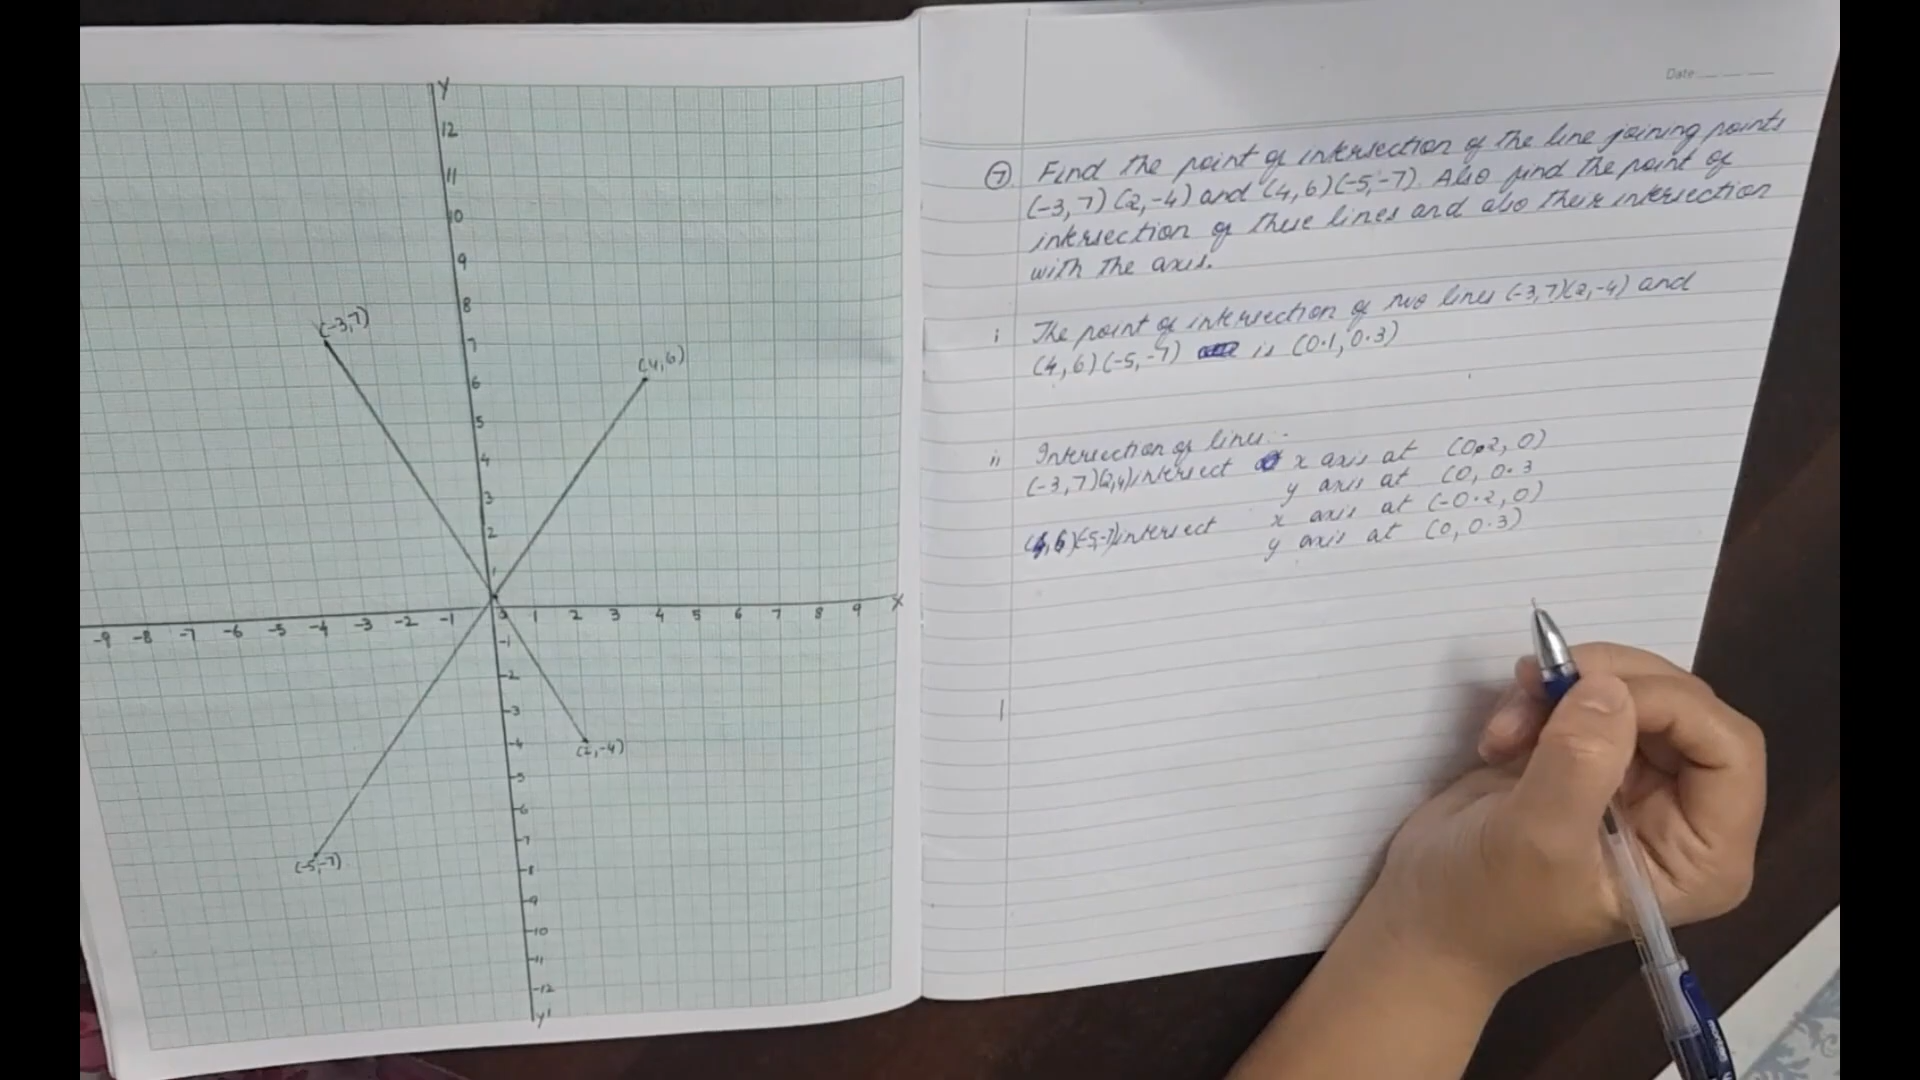 Y
12
11
10
9
8
(-3,7)
7
(4,6)
6
5
4
3
2
1
-9 -8 -7 -6 -5 -4 -3 -2 -1 1 2 3 4 5 6 7 8 9 X
-1
-2
-3
-4
(2,-4)
-5
-6
-7
(-5,-7)
-8
-9
-10
-11
-12
Y'
Date
7 Find the point of intersection of the line joining points
(-3,7) (2,-4) and (4,6)(-5,-7). Also find the point of
intersection of these lines and also their intersection
with the axis.
i The point of intersection of two lines (-3,7)(2,-4) and
(4,6)(-5,-7) is (0.1, 0.3)
ii Intersection of lines:-
(-3,7)(2,4) intersect x axis at (0.2, 0)
y axis at (0, 0.3
(4,6)(-5,-7) intersect x axis at (-0.2, 0)
y axis at (0, 0.3)